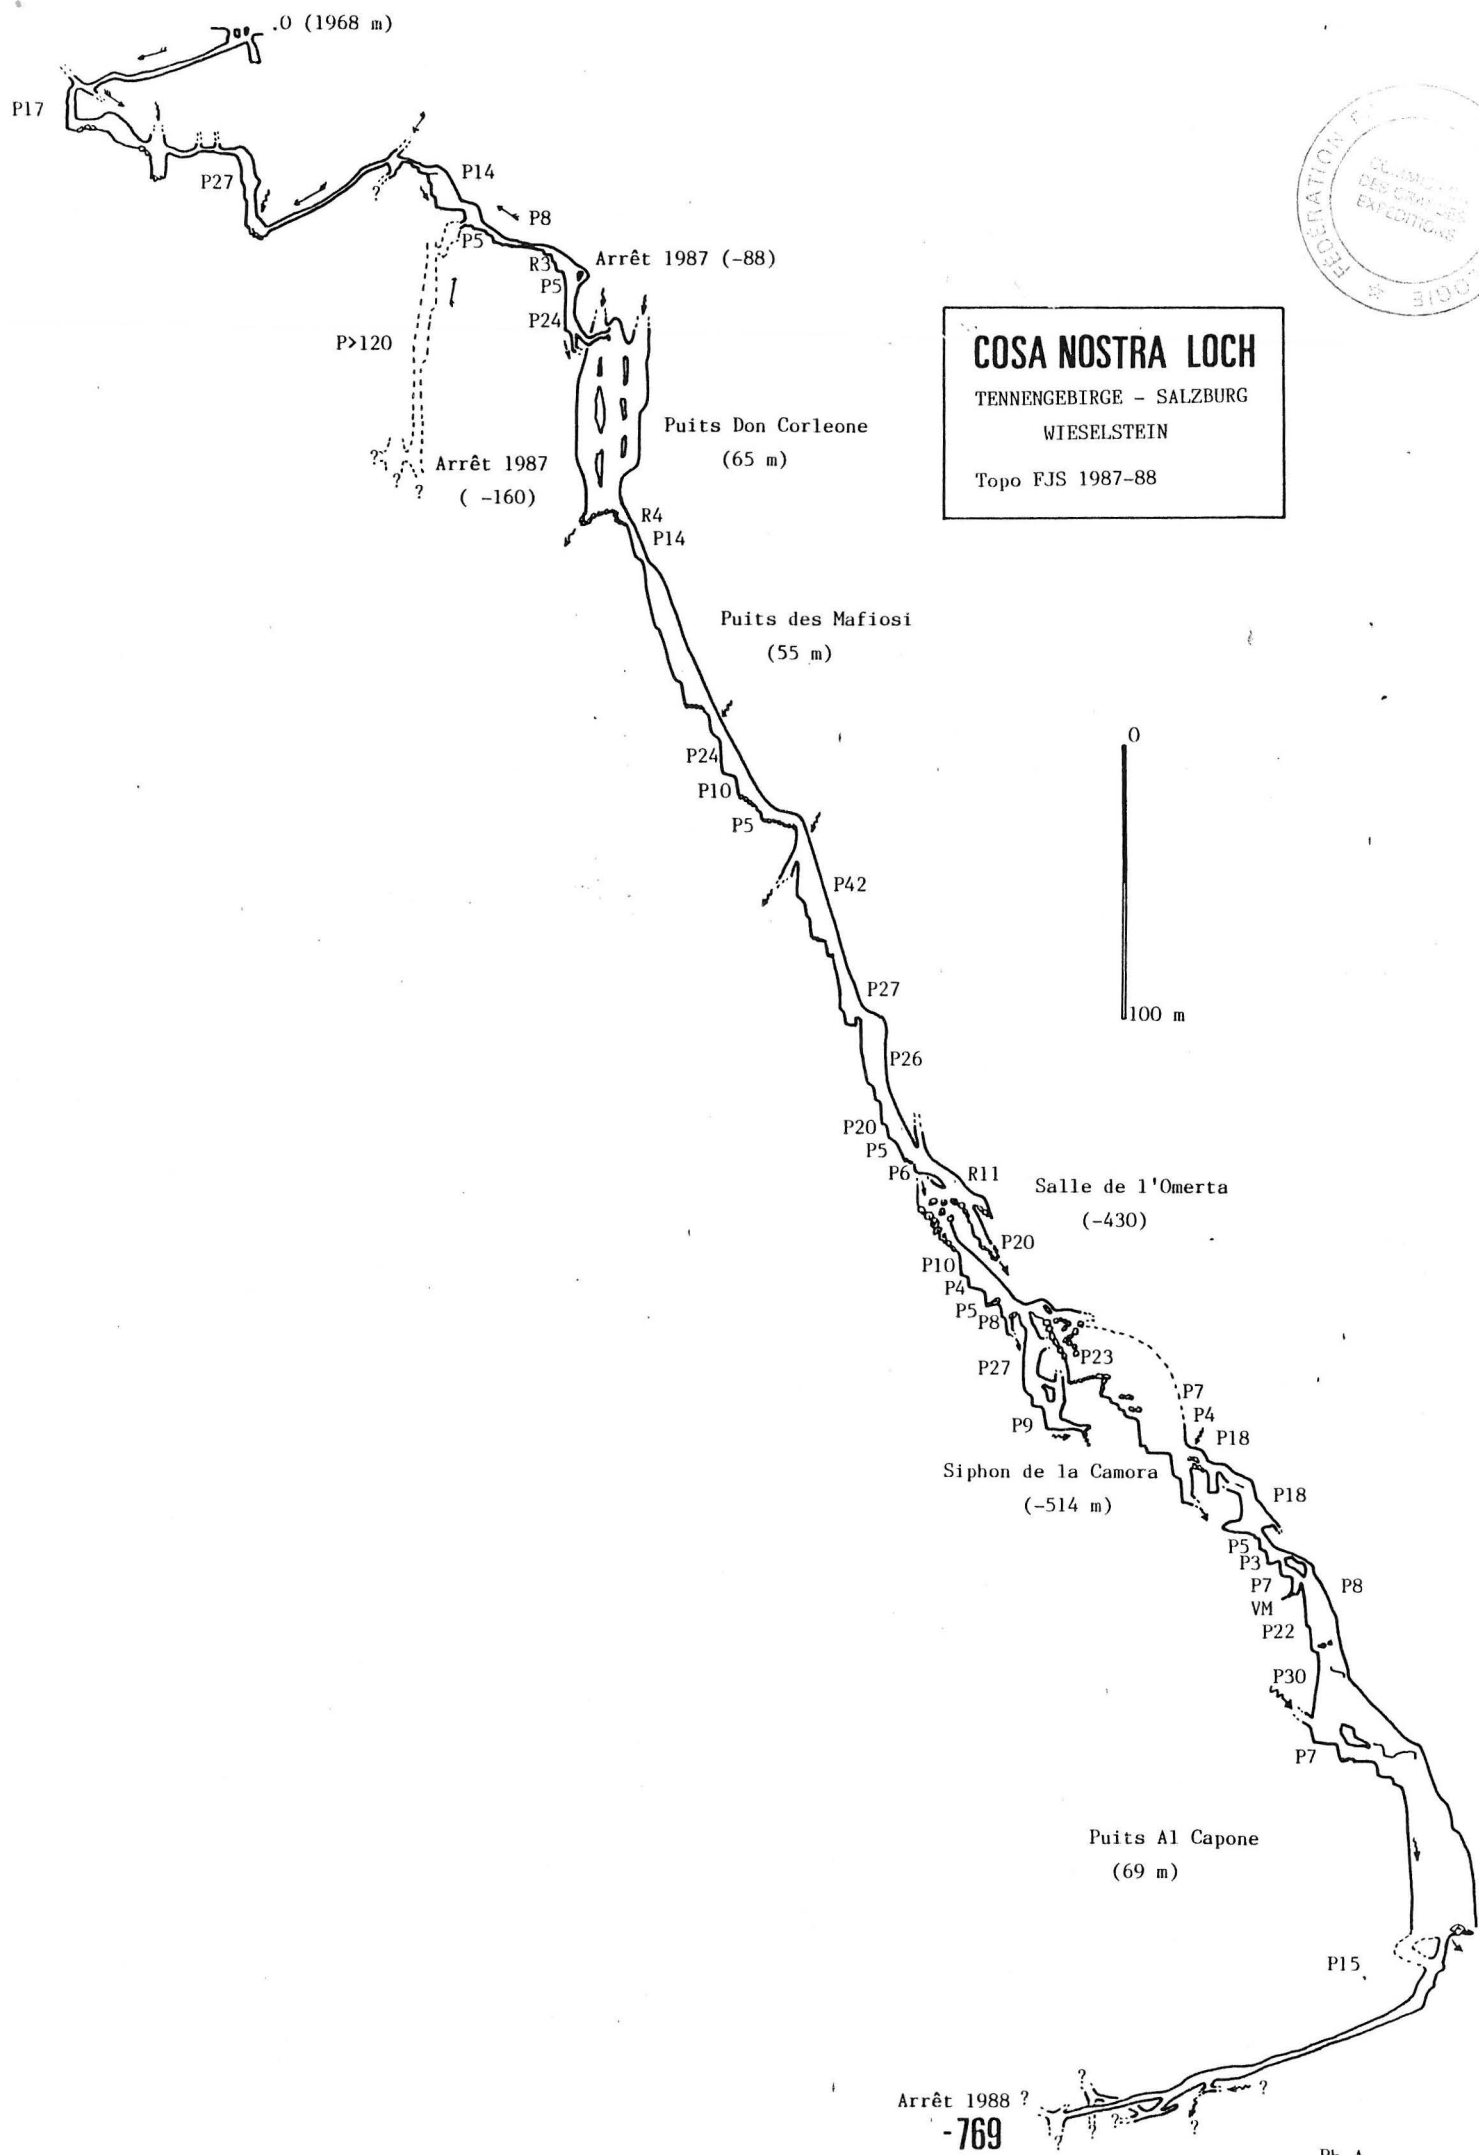 .0 (1968 m)
P17
P27
P14
P8
P5
R3
Arrêt 1987 (-88)
P5
P24
P>120
COSA NOSTRA LOCH
TENNENGEBIRGE - SALZBURG
WIESELSTEIN
Topo FJS 1987-88
Puits Don Corleone
(65 m)
?
Arrêt 1987
? ?
( -160)
R4
P14
Puits des Mafiosi
(55 m)
0
P24
P10
P5
P42
P27
100 m
P26
P20
P5
P6
R11
Salle de l'Omerta
(-430)
P20
P10
P4
P5
P8
P23
P27
P7
P4
P9
P18
Siphon de la Camora
(-514 m)
P18
P5
P3
P7
P8
VM
P22
P30
P7
Puits Al Capone
(69 m)
P15
?
?
Arrêt 1988 ?
-769
?
?
?
?
FEDERATION
DES GRANDES
EXPEDITIONS